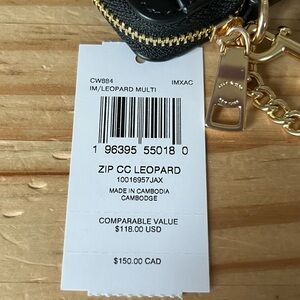 CW884 IMXAC
IM/LEOPARD MULTI
1 96395 55018 0
ZIP CC LEOPARD
10016957JAX
MADE IN CAMBODIA
CAMBODGE
COMPARABLE VALUE
$118.00 USD
$150.00 CAD